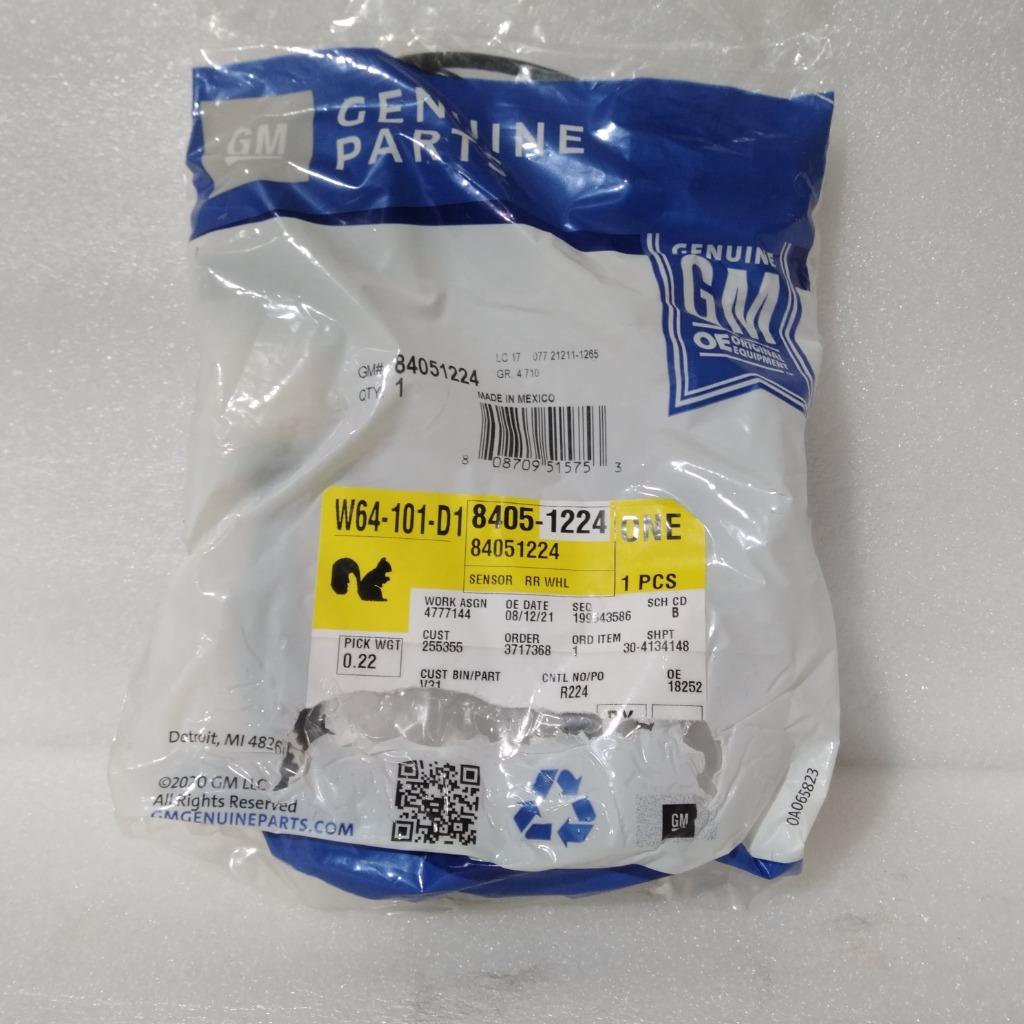 GM
GENUINE
PART
GENUINE
GM
OE ORIGINAL
EQUIPMENT
LC 17 077 21211-1265
GM# 84051224
GR. 4.710
QTY 1
MADE IN MEXICO
8 08709 51575 3
W64-101-D1 8405-1224 ONE
84051224
SENSOR RR WHL 1 PCS
WORK ASGN OE DATE SEQ SCH CD
4777144 08/12/21 B
CUST ORDER ORD ITEM SHPT
255355 3717368 1 30-4134148
PICK WGT
0.22
CUST BIN/PART CNTL NO/PO OE
V31 R224 18252
Detroit, MI
©2020 GM LLC
All Rights Reserved
GMGENUINEPARTS.COM
GM
0A065823